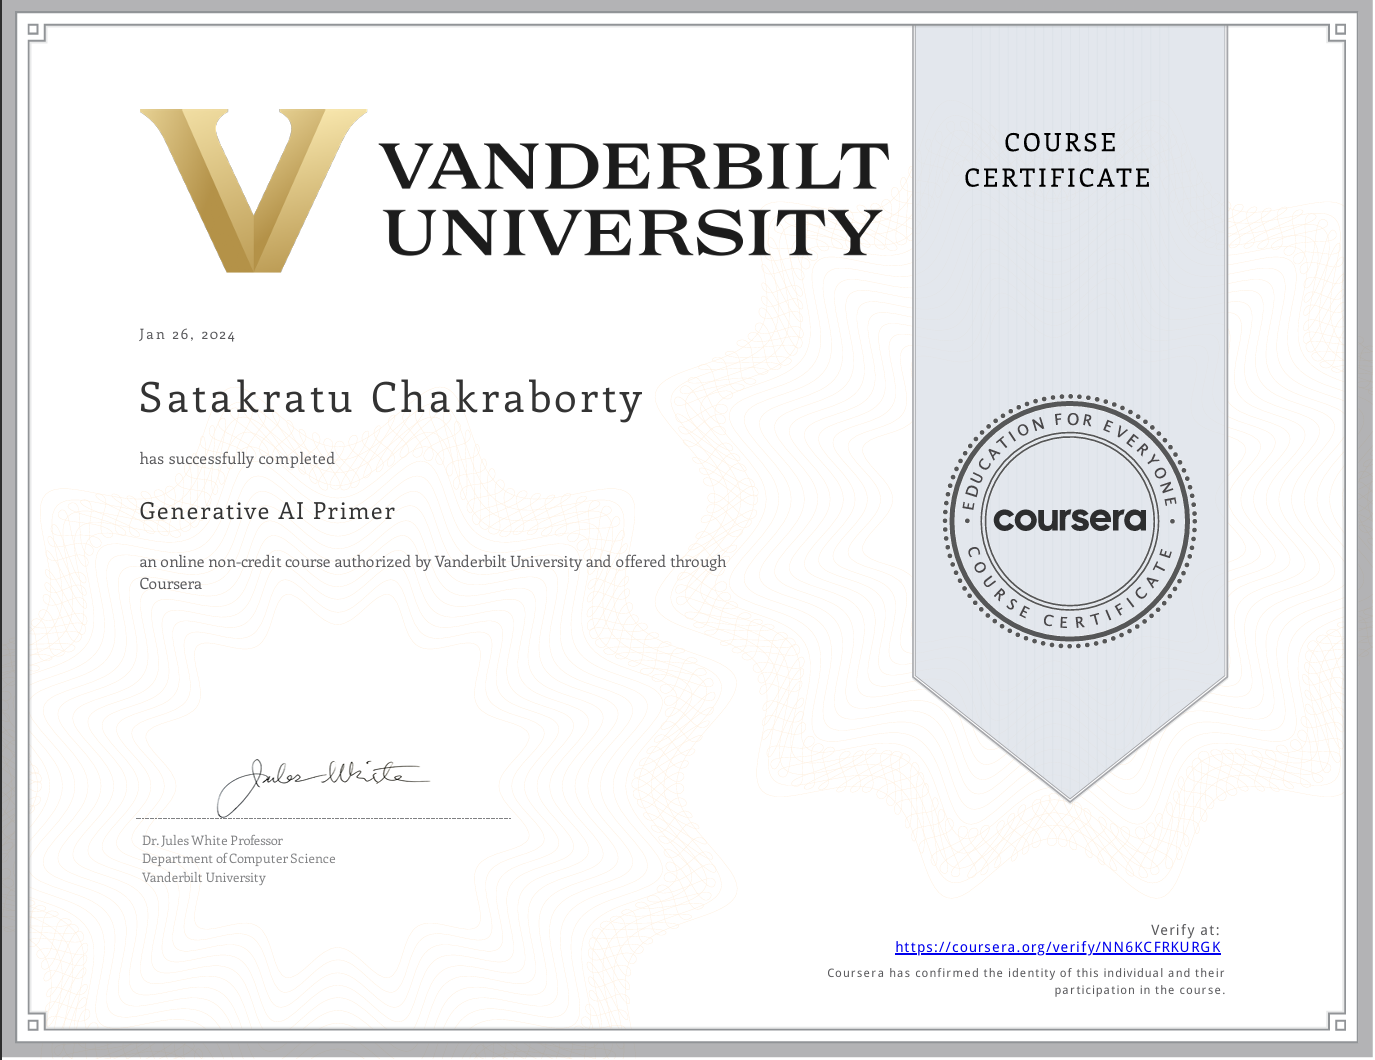 VANDERBILT
UNIVERSITY
COURSE
CERTIFICATE
Jan 26, 2024
Satakratu Chakraborty
has successfully completed
Generative AI Primer
an online non-credit course authorized by Vanderbilt University and offered through
Coursera
EDUCATION FOR EVERYONE
coursera
COURSE CERTIFICATE
Jules White
Dr. Jules White Professor
Department of Computer Science
Vanderbilt University
Verify at:
https://coursera.org/verify/NN6KCFRKURGK
Coursera has confirmed the identity of this individual and their
participation in the course.